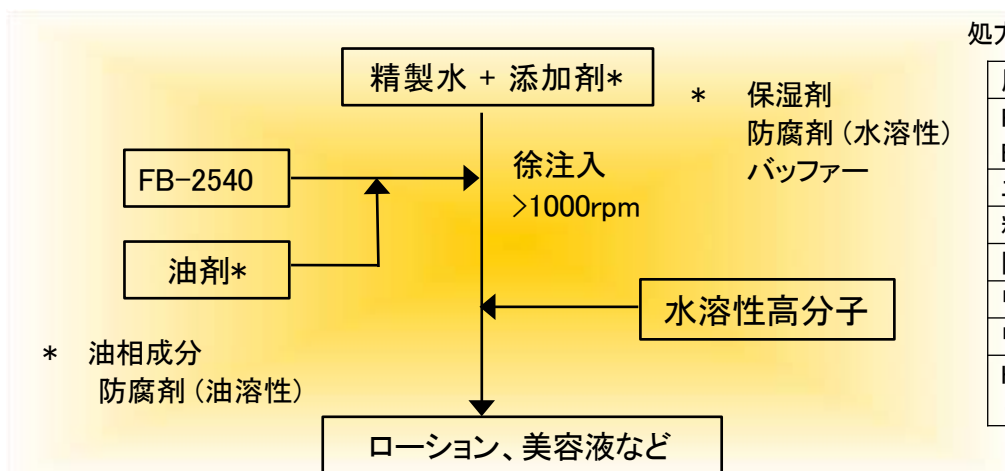 処方
精製水 + 添加剤*
* 保湿剤
防腐剤 (水溶性)
バッファー
FB-2540
徐注入
>1000rpm
油剤*
水溶性高分子
* 油相成分
防腐剤 (油溶性)
ローション、美容液など